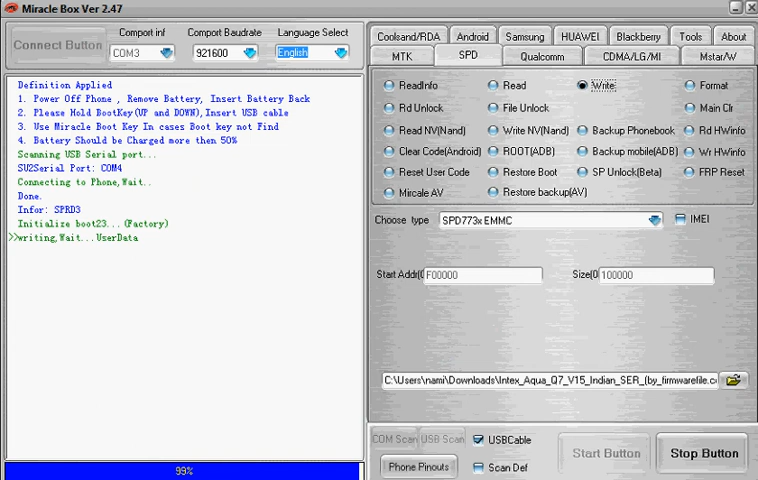 Miracle Box Ver 2.47
Connect Button
Comport inf
Comport Baudrate
Language Select
COM3
921600
English
Definition Applied
1. Power Off Phone , Remove Battery, Insert Battery Back
2. Please Hold BootKey(UP and DOWN),Insert USB cable
3. Use Miracle Boot Key In cases Boot key not Find
4. Battery Should be Charged more then 50%
Scanning USB Serial port...
SU2Serial Port: COM4
Connecting to Phone,Wait..
Done.
Infor: SPRD3
Initialize boot23...(Factory)
>>writing,Wait...UserData
99%
Coolsand/RDA Android Samsung HUAWEI Blackberry Tools About
MTK SPD Qualcomm CDMA/LG/MI Mstar/W
ReadInfo Read Write Format
Rd Unlock File Unlock Main Clr
Read NV(Nand) Write NV(Nand) Backup Phonebook Rd HWinfo
Clear Code(Android) ROOT(ADB) Backup mobile(ADB) Wr HWinfo
Reset User Code Restore Boot SP Unlock(Beta) FRP Reset
Mircale AV Restore backup(AV)
Choose type SPD773x EMMC IMEI
Start Addr(0 F00000 Size(0 100000
C:\Users\nami\Downloads\Intex_Aqua_Q7_V15_Indian_SER_(by_firmwarefile.c
COM Scan USB Scan USBCable
Phone Pinouts Scan Def
Start Button Stop Button